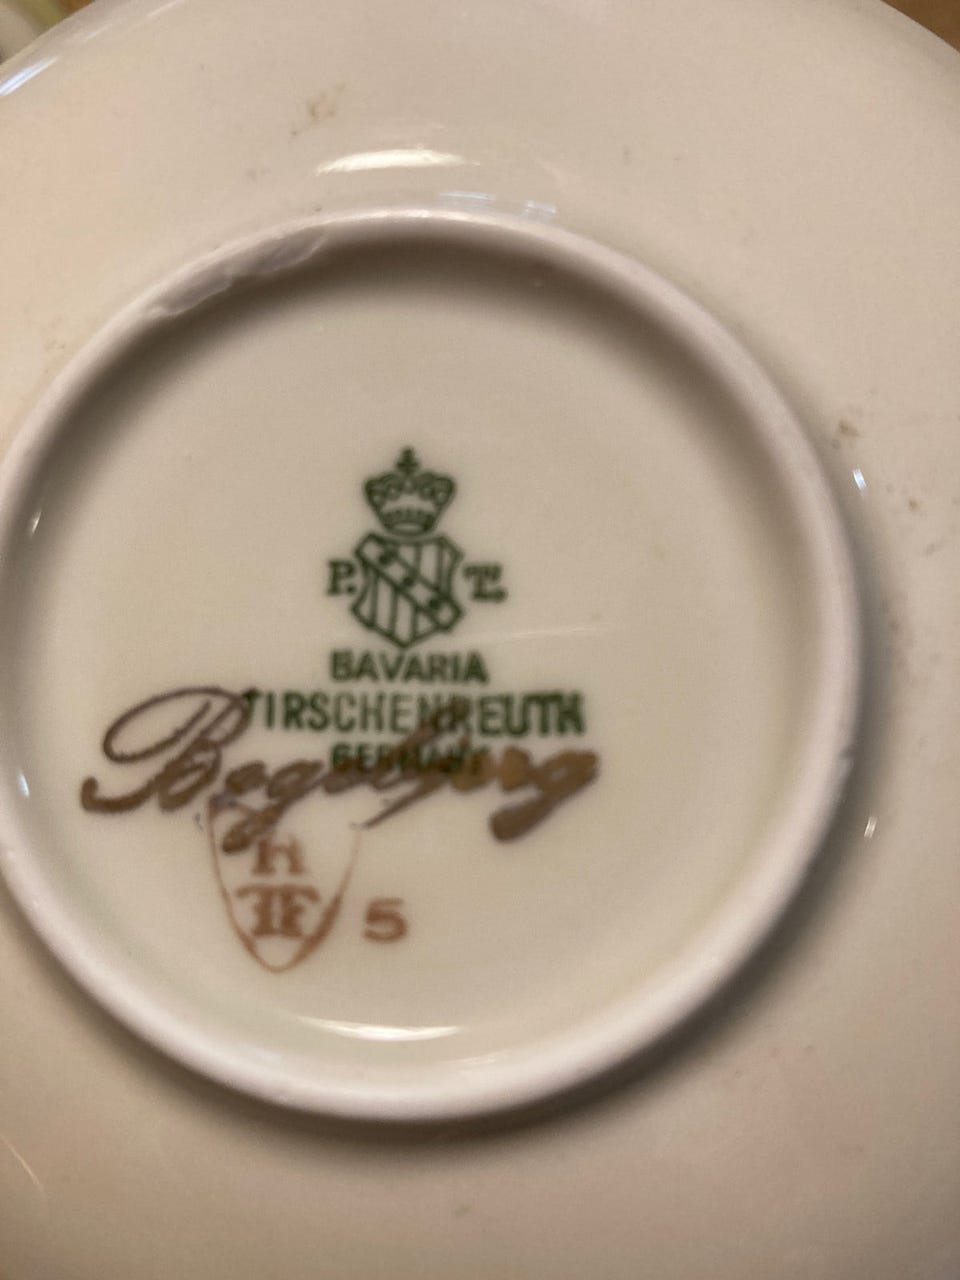 P. T.
BAVARIA
TIRSCHENREUTH
GERMANY
H
5